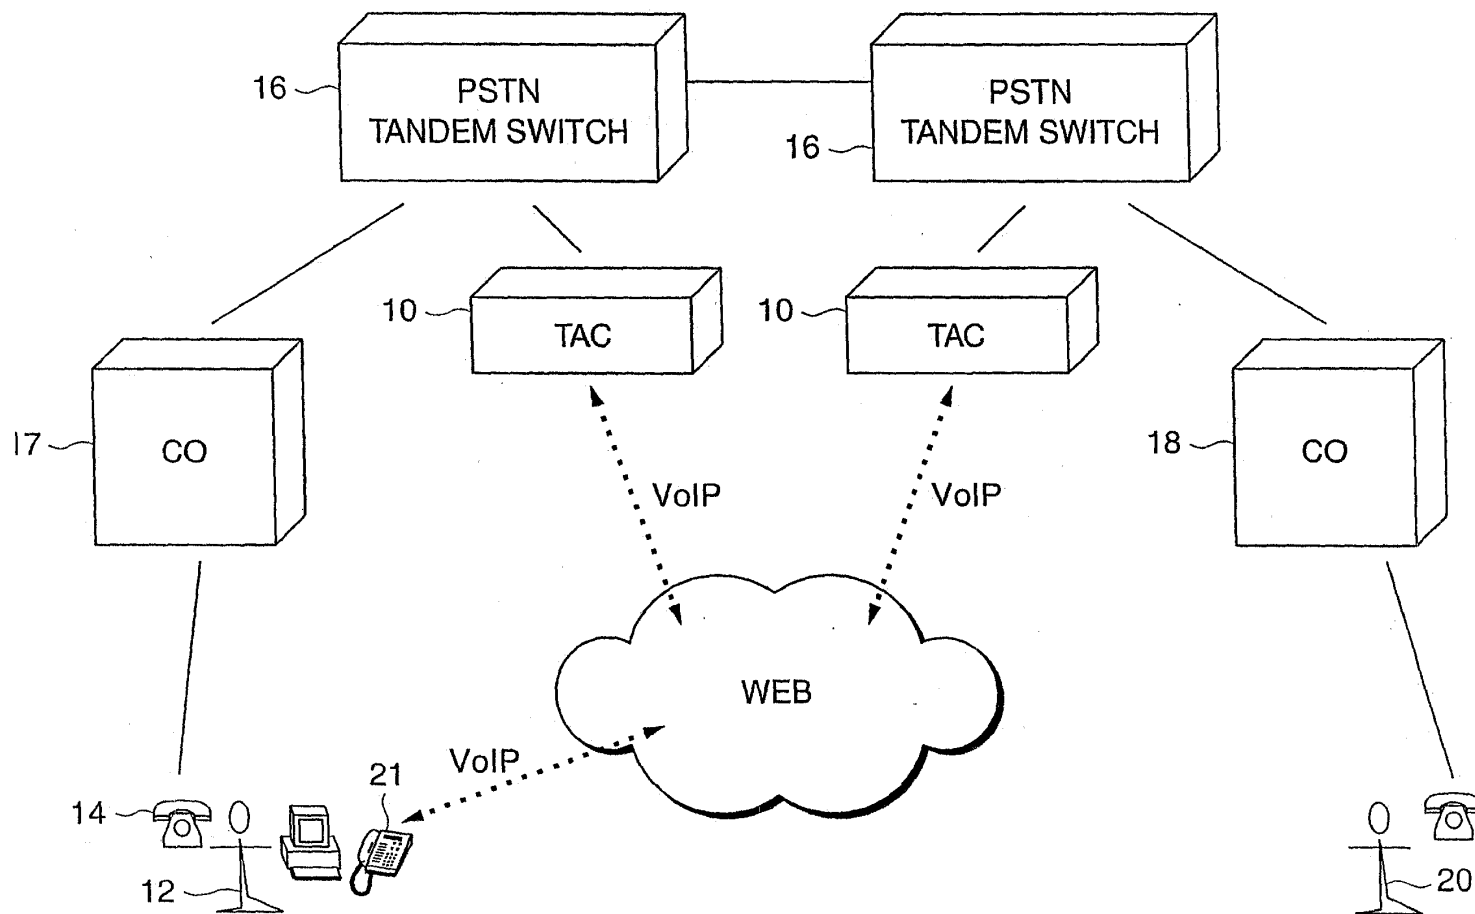 16
PSTN
TANDEM SWITCH
PSTN
TANDEM SWITCH
16
10
TAC
10
TAC
17
CO
18
CO
VoIP
VoIP
WEB
VoIP
21
14
12
20